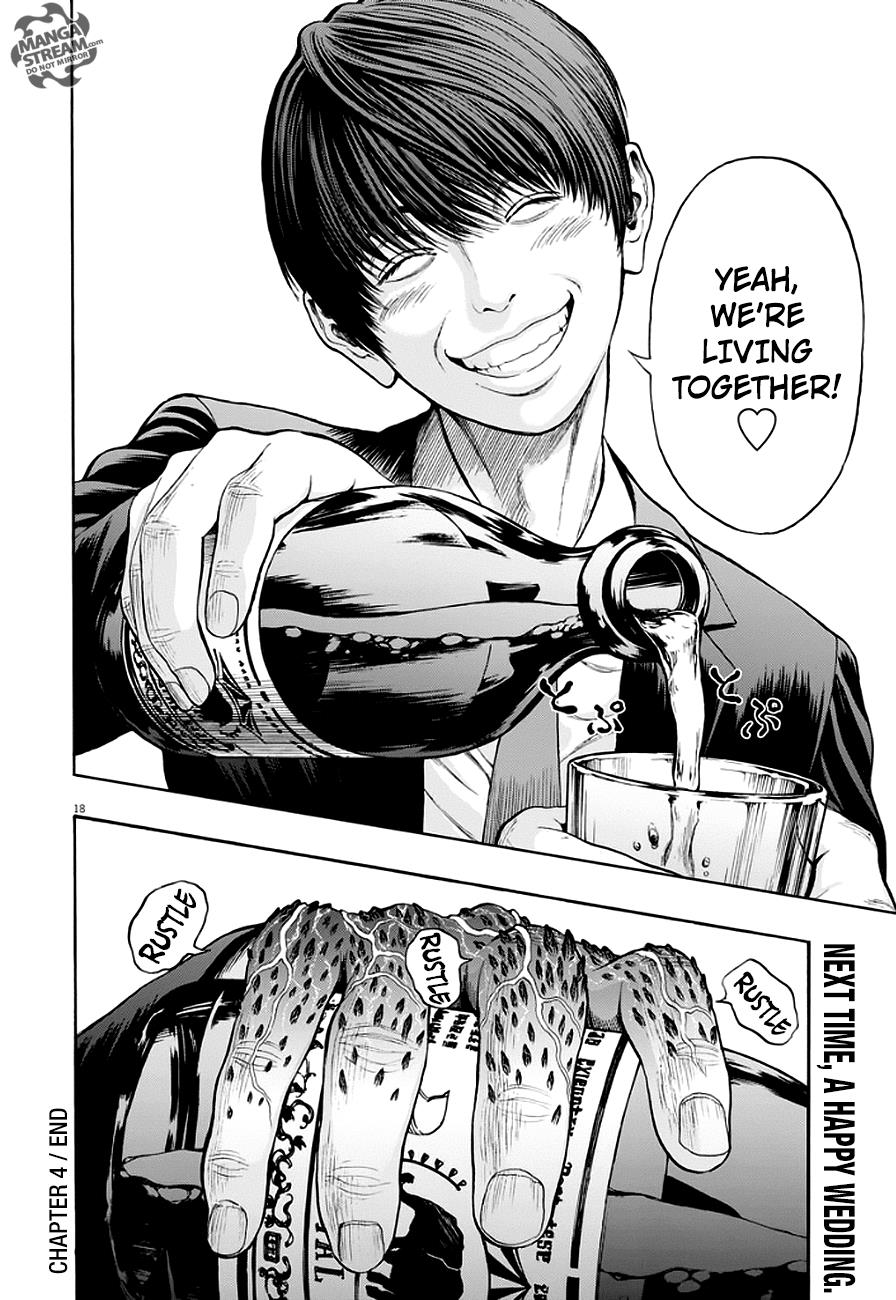 MANGA
STREAM.com
DO NOT MIRROR
YEAH,
WE'RE
LIVING
TOGETHER!
♡
とぷ
とぷ
18
RUSTLE
RUSTLE
RUSTLE
NEXT TIME, A HAPPY WEDDING.
CHAPTER 4 / END